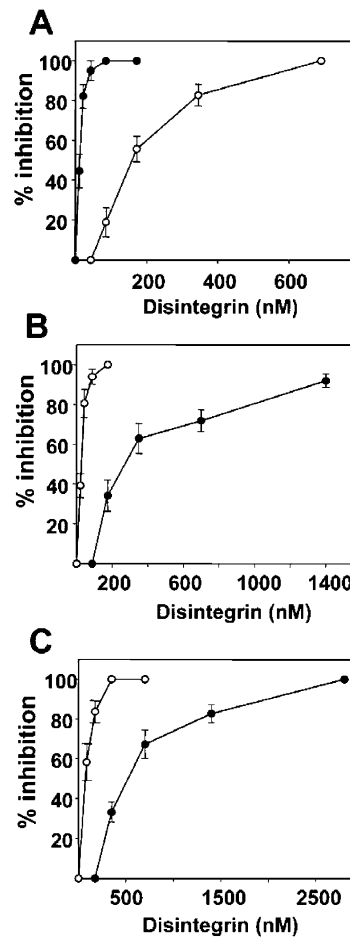 A
100
80
60
40
20
% inhibition
200 400 600
Disintegrin (nM)
B
100
80
60
40
20
% inhibition
200 600 1000 1400
Disintegrin (nM)
C
100
80
60
40
20
% inhibition
500 1500 2500
Disintegrin (nM)